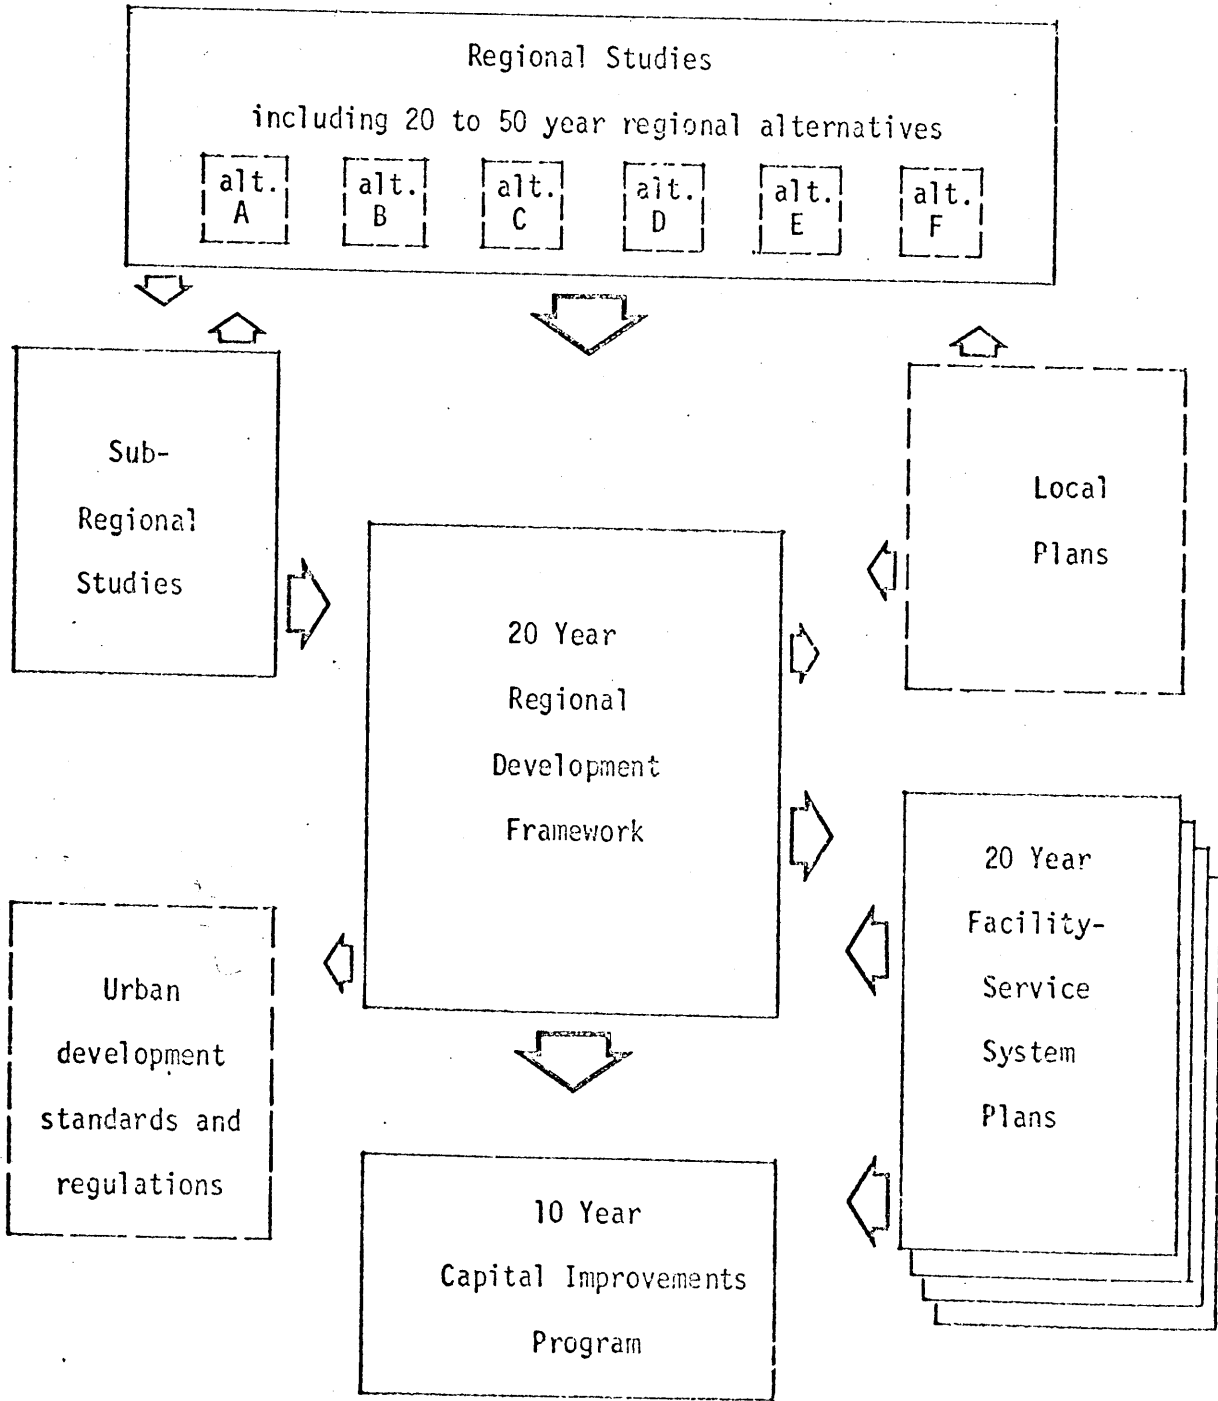 Regional Studies
including 20 to 50 year regional alternatives
alt.
A
alt.
B
alt.
C
alt.
D
alt.
E
alt.
F
Sub-
Regional
Studies
Local
Plans
20 Year
Regional
Development
Framework
20 Year
Facility-
Service
System
Plans
Urban
development
standards and
regulations
10 Year
Capital Improvements
Program